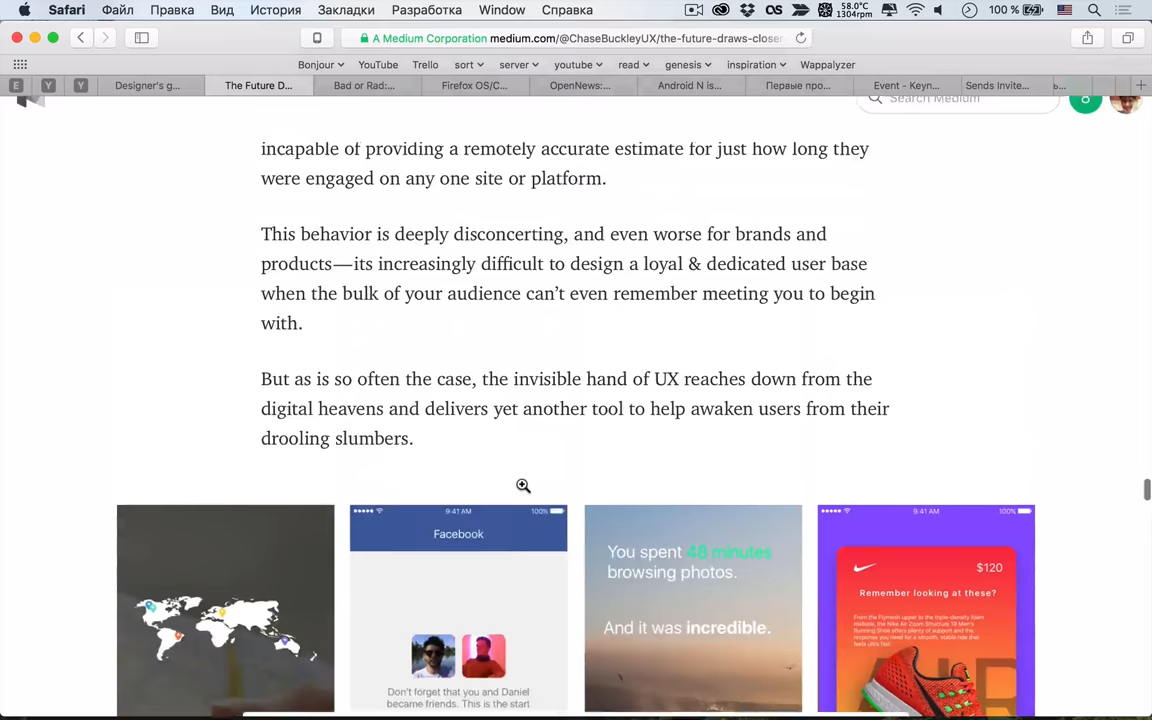 Safari Файл Правка Вид История Закладки Разработка Window Справка 58.0°C 1304rpm 100 %
A Medium Corporation medium.com/@ChaseBuckleyUX/the-future-draws-closer-
Bonjour YouTube Trello sort server youtube read genesis inspiration Wappalyzer
E Y Y Designer's g... The Future D... Bad or Rad:... Firefox OS/C... OpenNews:... Android N is... Первые про... Event - Keyn... Sends Invite...
Search Medium
incapable of providing a remotely accurate estimate for just how long they
were engaged on any one site or platform.
This behavior is deeply disconcerting, and even worse for brands and
products—its increasingly difficult to design a loyal & dedicated user base
when the bulk of your audience can't even remember meeting you to begin
with.
But as is so often the case, the invisible hand of UX reaches down from the
digital heavens and delivers yet another tool to help awaken users from their
drooling slumbers.
9:41 AM 100%
Facebook
Don't forget that you and Daniel
became friends. This is the start
You spent 48 minutes
browsing photos.
And it was incredible.
9:41 AM 100%
$120
Remember looking at these?